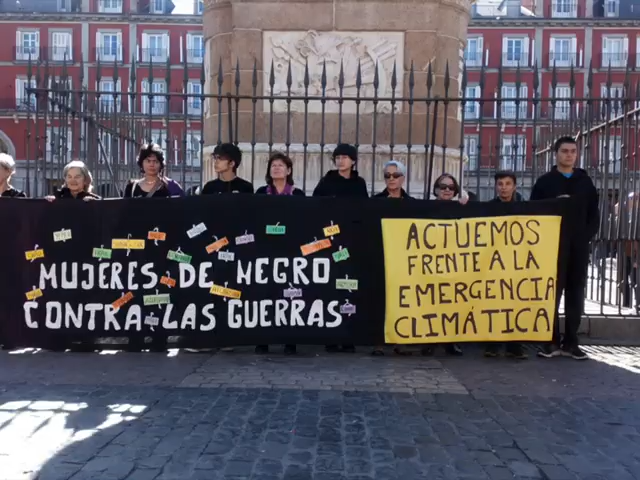 MUJERES DE NEGRO
CONTRA LAS GUERRAS
ACTUEMOS
FRENTE A LA
EMERGENCIA
CLIMÁTICA